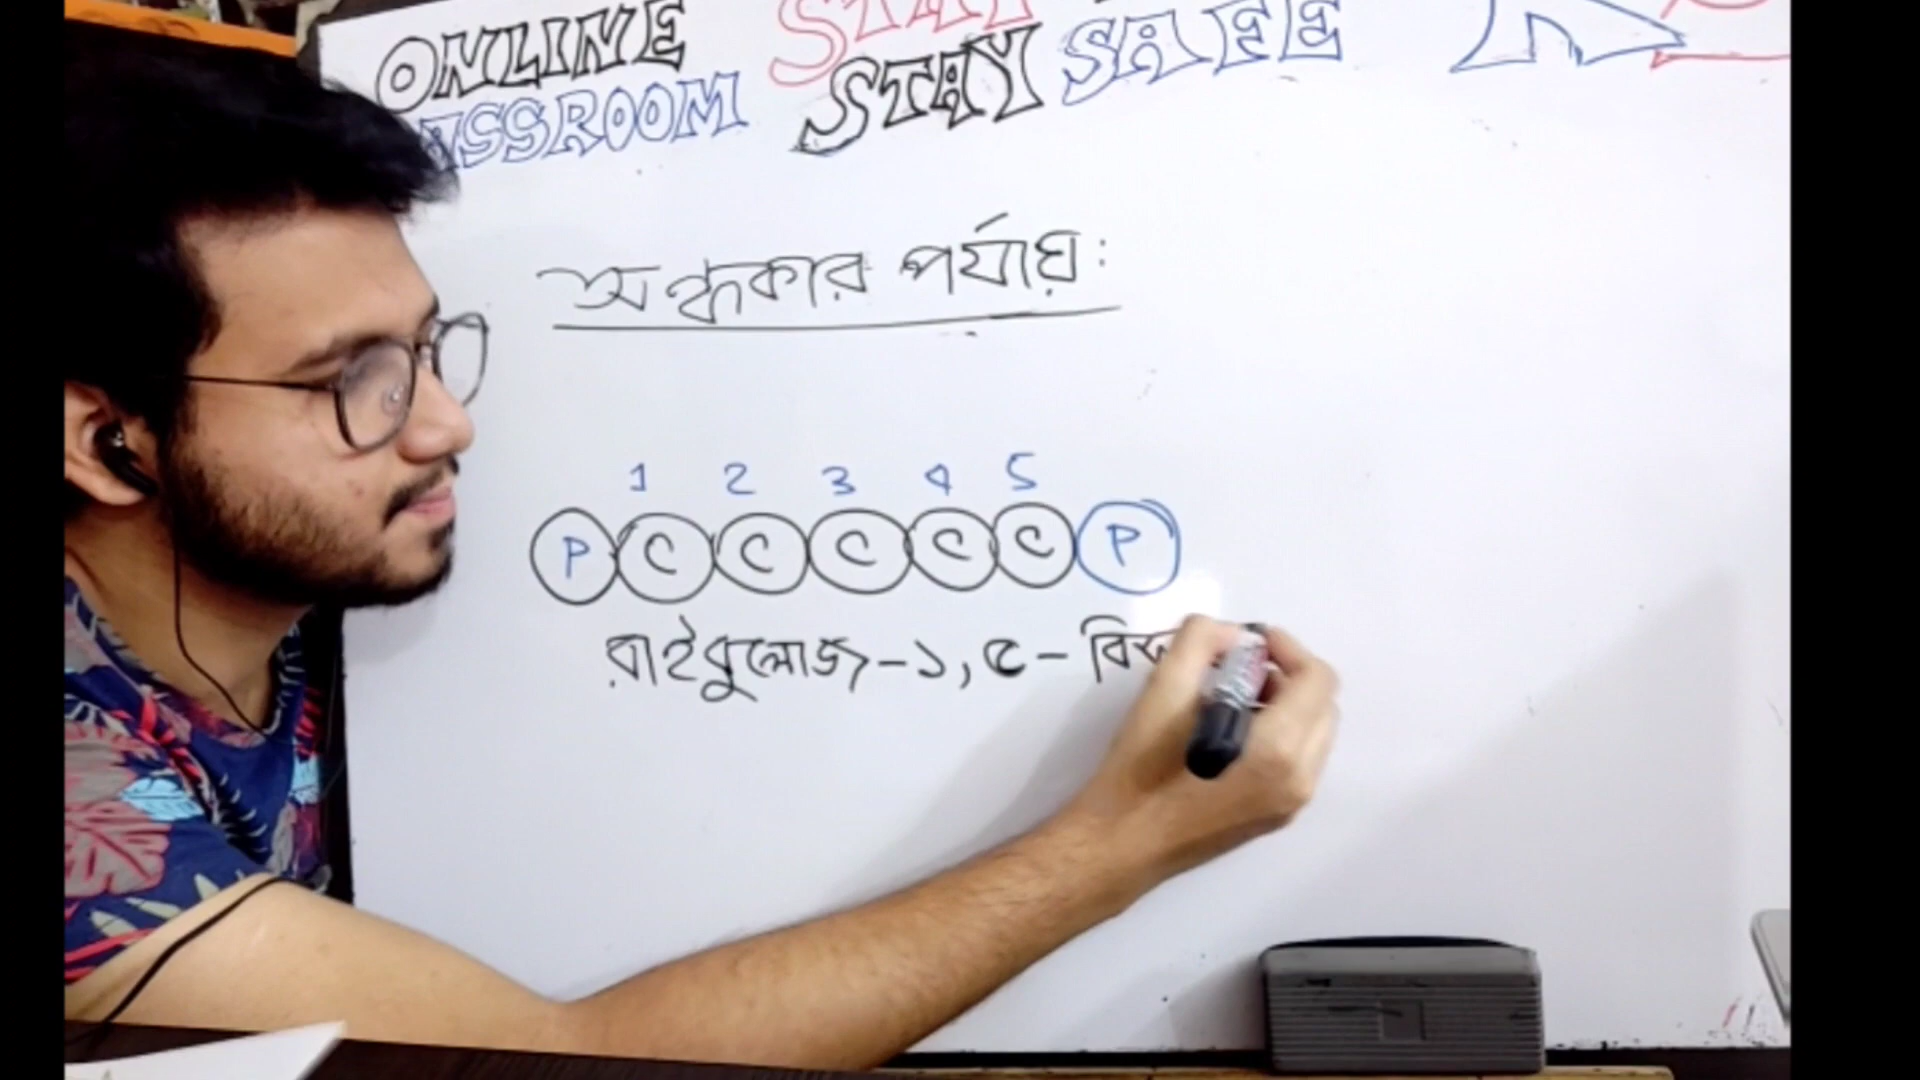 ONLINE STAY
CLASSROOM STAY SAFE
অন্ধকার পর্যায়ঃ
1 2 3 4 5
P C C C C C P
রাইবুলোজ-১,৫-